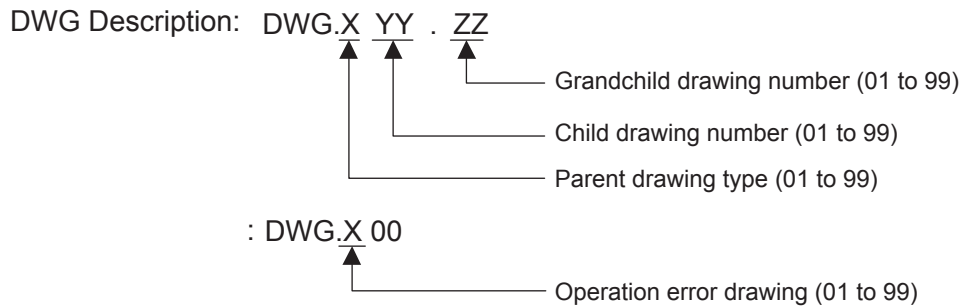 DWG Description: DWG.X YY . ZZ
Grandchild drawing number (01 to 99)
Child drawing number (01 to 99)
Parent drawing type (01 to 99)
: DWG.X 00
Operation error drawing (01 to 99)